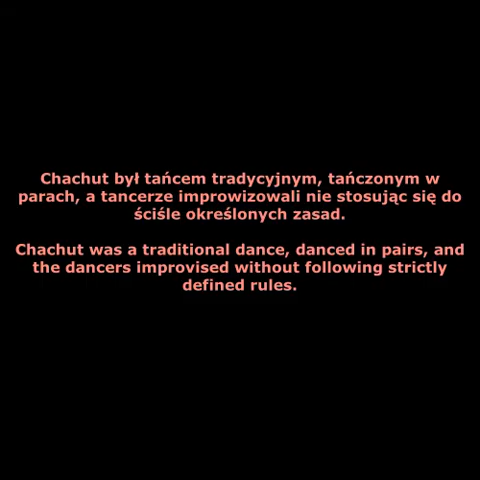 Chachut był tańcem tradycyjnym, tańczonym w
parach, a tancerze improwizowali nie stosując się do
ściśle określonych zasad.
Chachut was a traditional dance, danced in pairs, and
the dancers improvised without following strictly
defined rules.